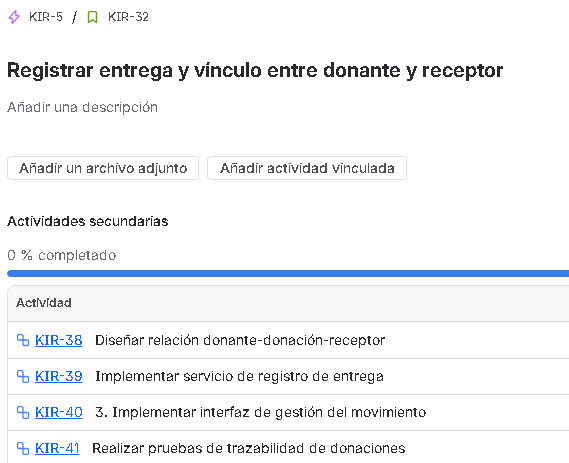 KIR-5 / KIR-32
Registrar entrega y vínculo entre donante y receptor
Añadir una descripción
Añadir un archivo adjunto Añadir actividad vinculada
Actividades secundarias
0 % completado
Actividad
KIR-38 Diseñar relación donante-donación-receptor
KIR-39 Implementar servicio de registro de entrega
KIR-40 3. Implementar interfaz de gestión del movimiento
KIR-41 Realizar pruebas de trazabilidad de donaciones